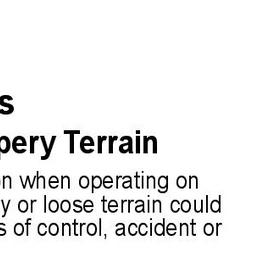 s
pery Terrain
n when operating on
y or loose terrain could
s of control, accident or